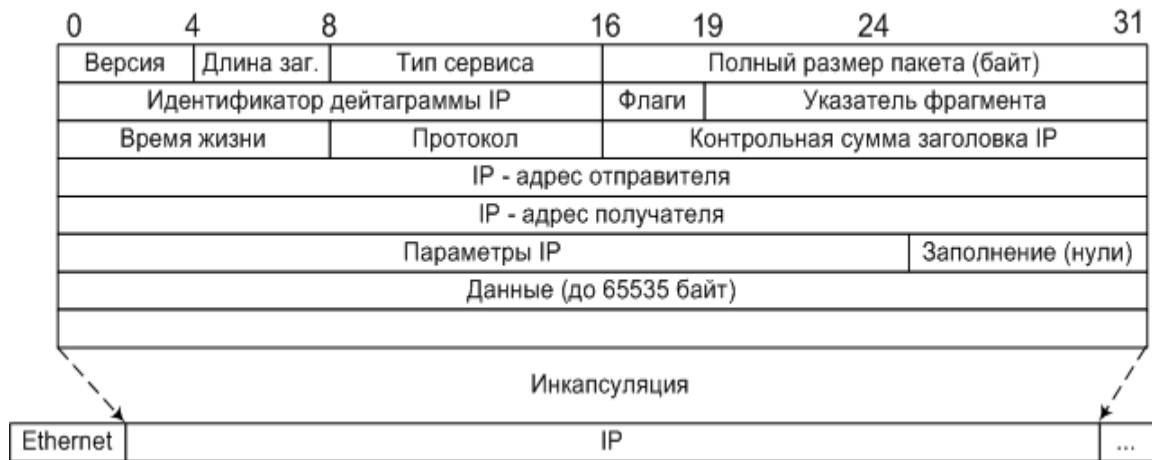 0 4 8 16 19 24 31
Версия Длина заг. Тип сервиса Полный размер пакета (байт)
Идентификатор дейтаграммы IP Флаги Указатель фрагмента
Время жизни Протокол Контрольная сумма заголовка IP
IP - адрес отправителя
IP - адрес получателя
Параметры IP Заполнение (нули)
Данные (до 65535 байт)
Инкапсуляция
Ethernet IP ...